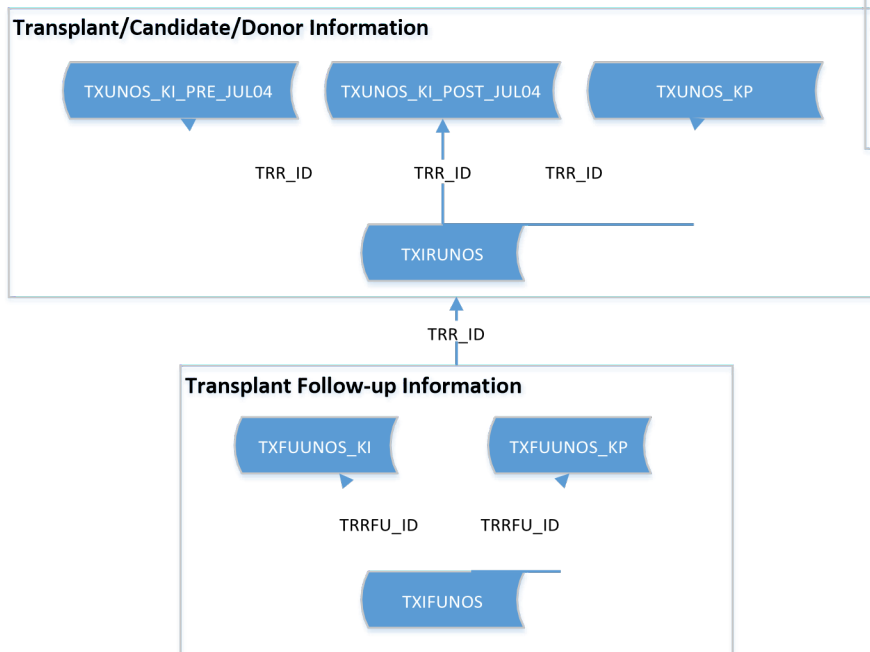 Transplant/Candidate/Donor Information
TXUNOS_KI_PRE_JUL04
TXUNOS_KI_POST_JUL04
TXUNOS_KP
TRR_ID
TRR_ID
TRR_ID
TXIRUNOS
TRR_ID
Transplant Follow-up Information
TXFUUNOS_KI
TXFUUNOS_KP
TRRFU_ID
TRRFU_ID
TXIFUNOS